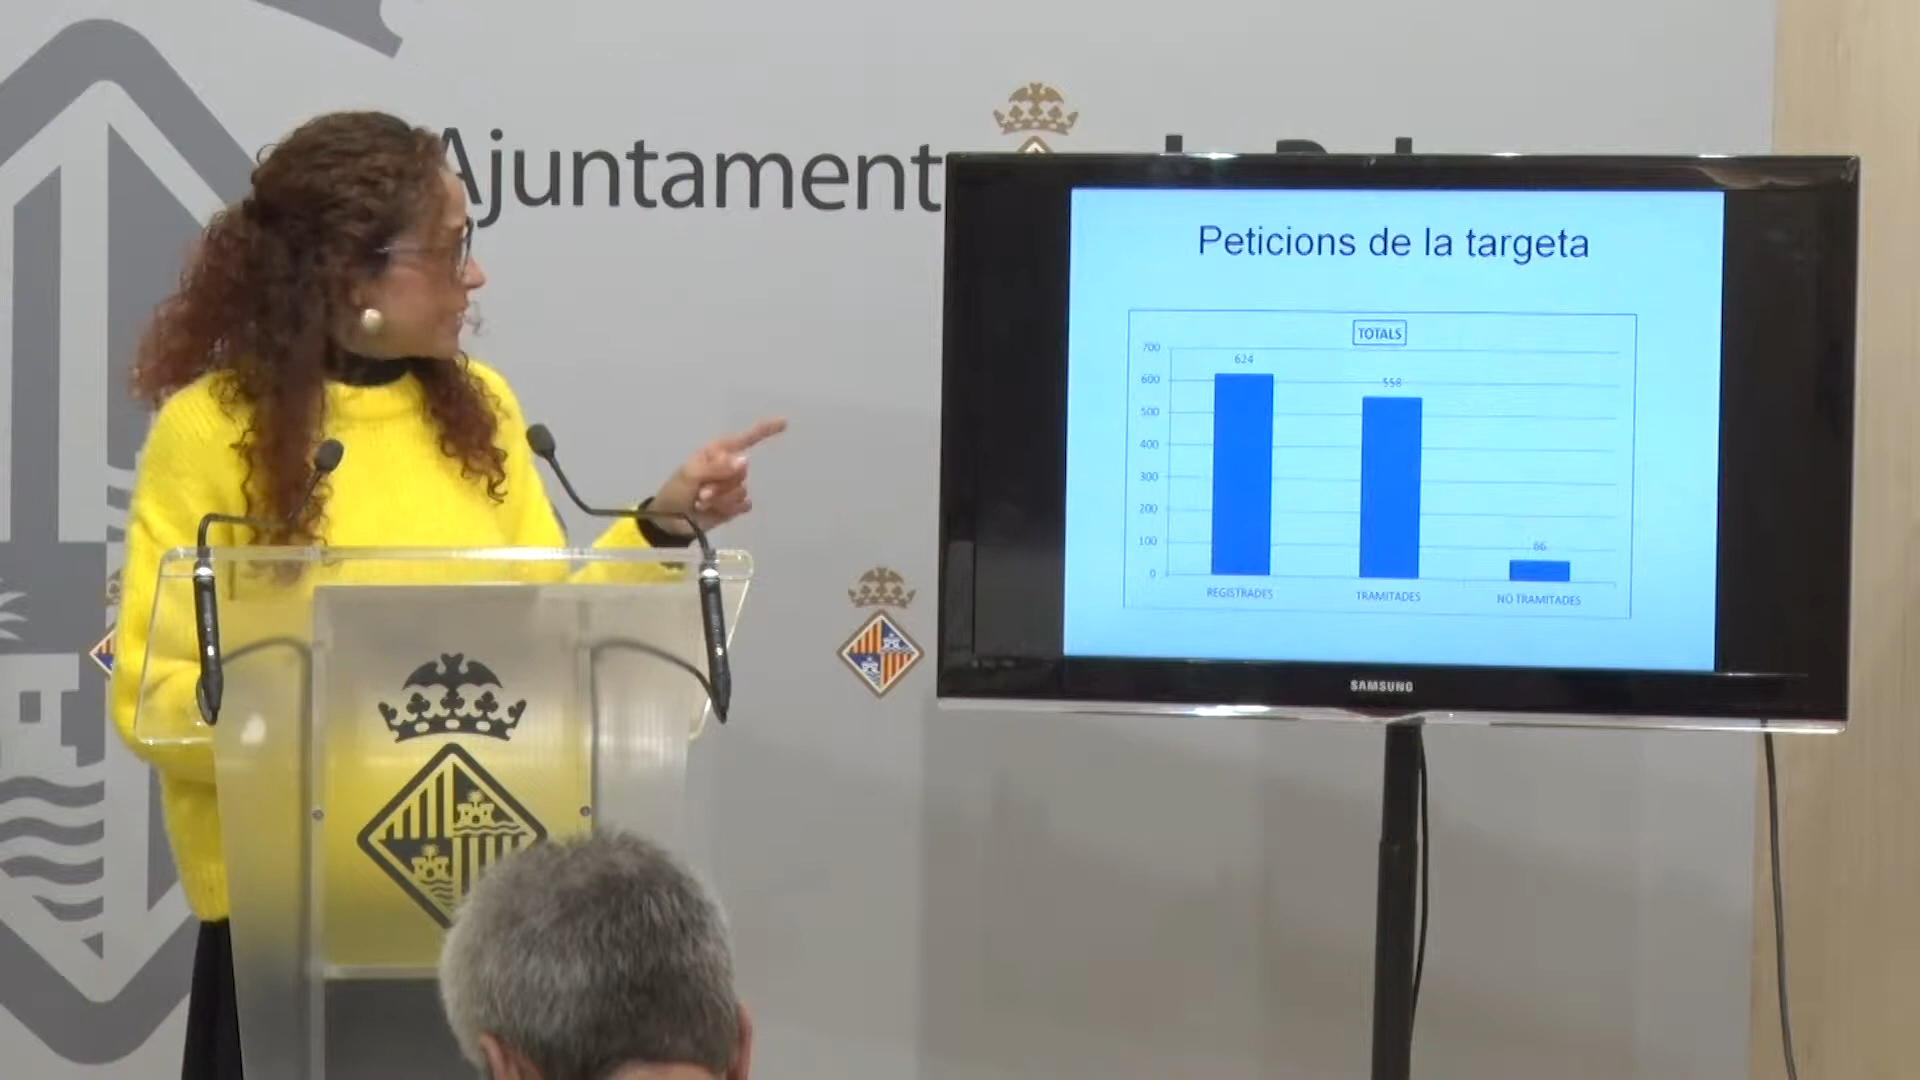 Ajuntament
Peticions de la targeta
TOTALS
700
600
500
400
300
200
100
0
624
558
66
REGISTRADES
TRAMITADES
NO TRAMITADES
SAMSUNG